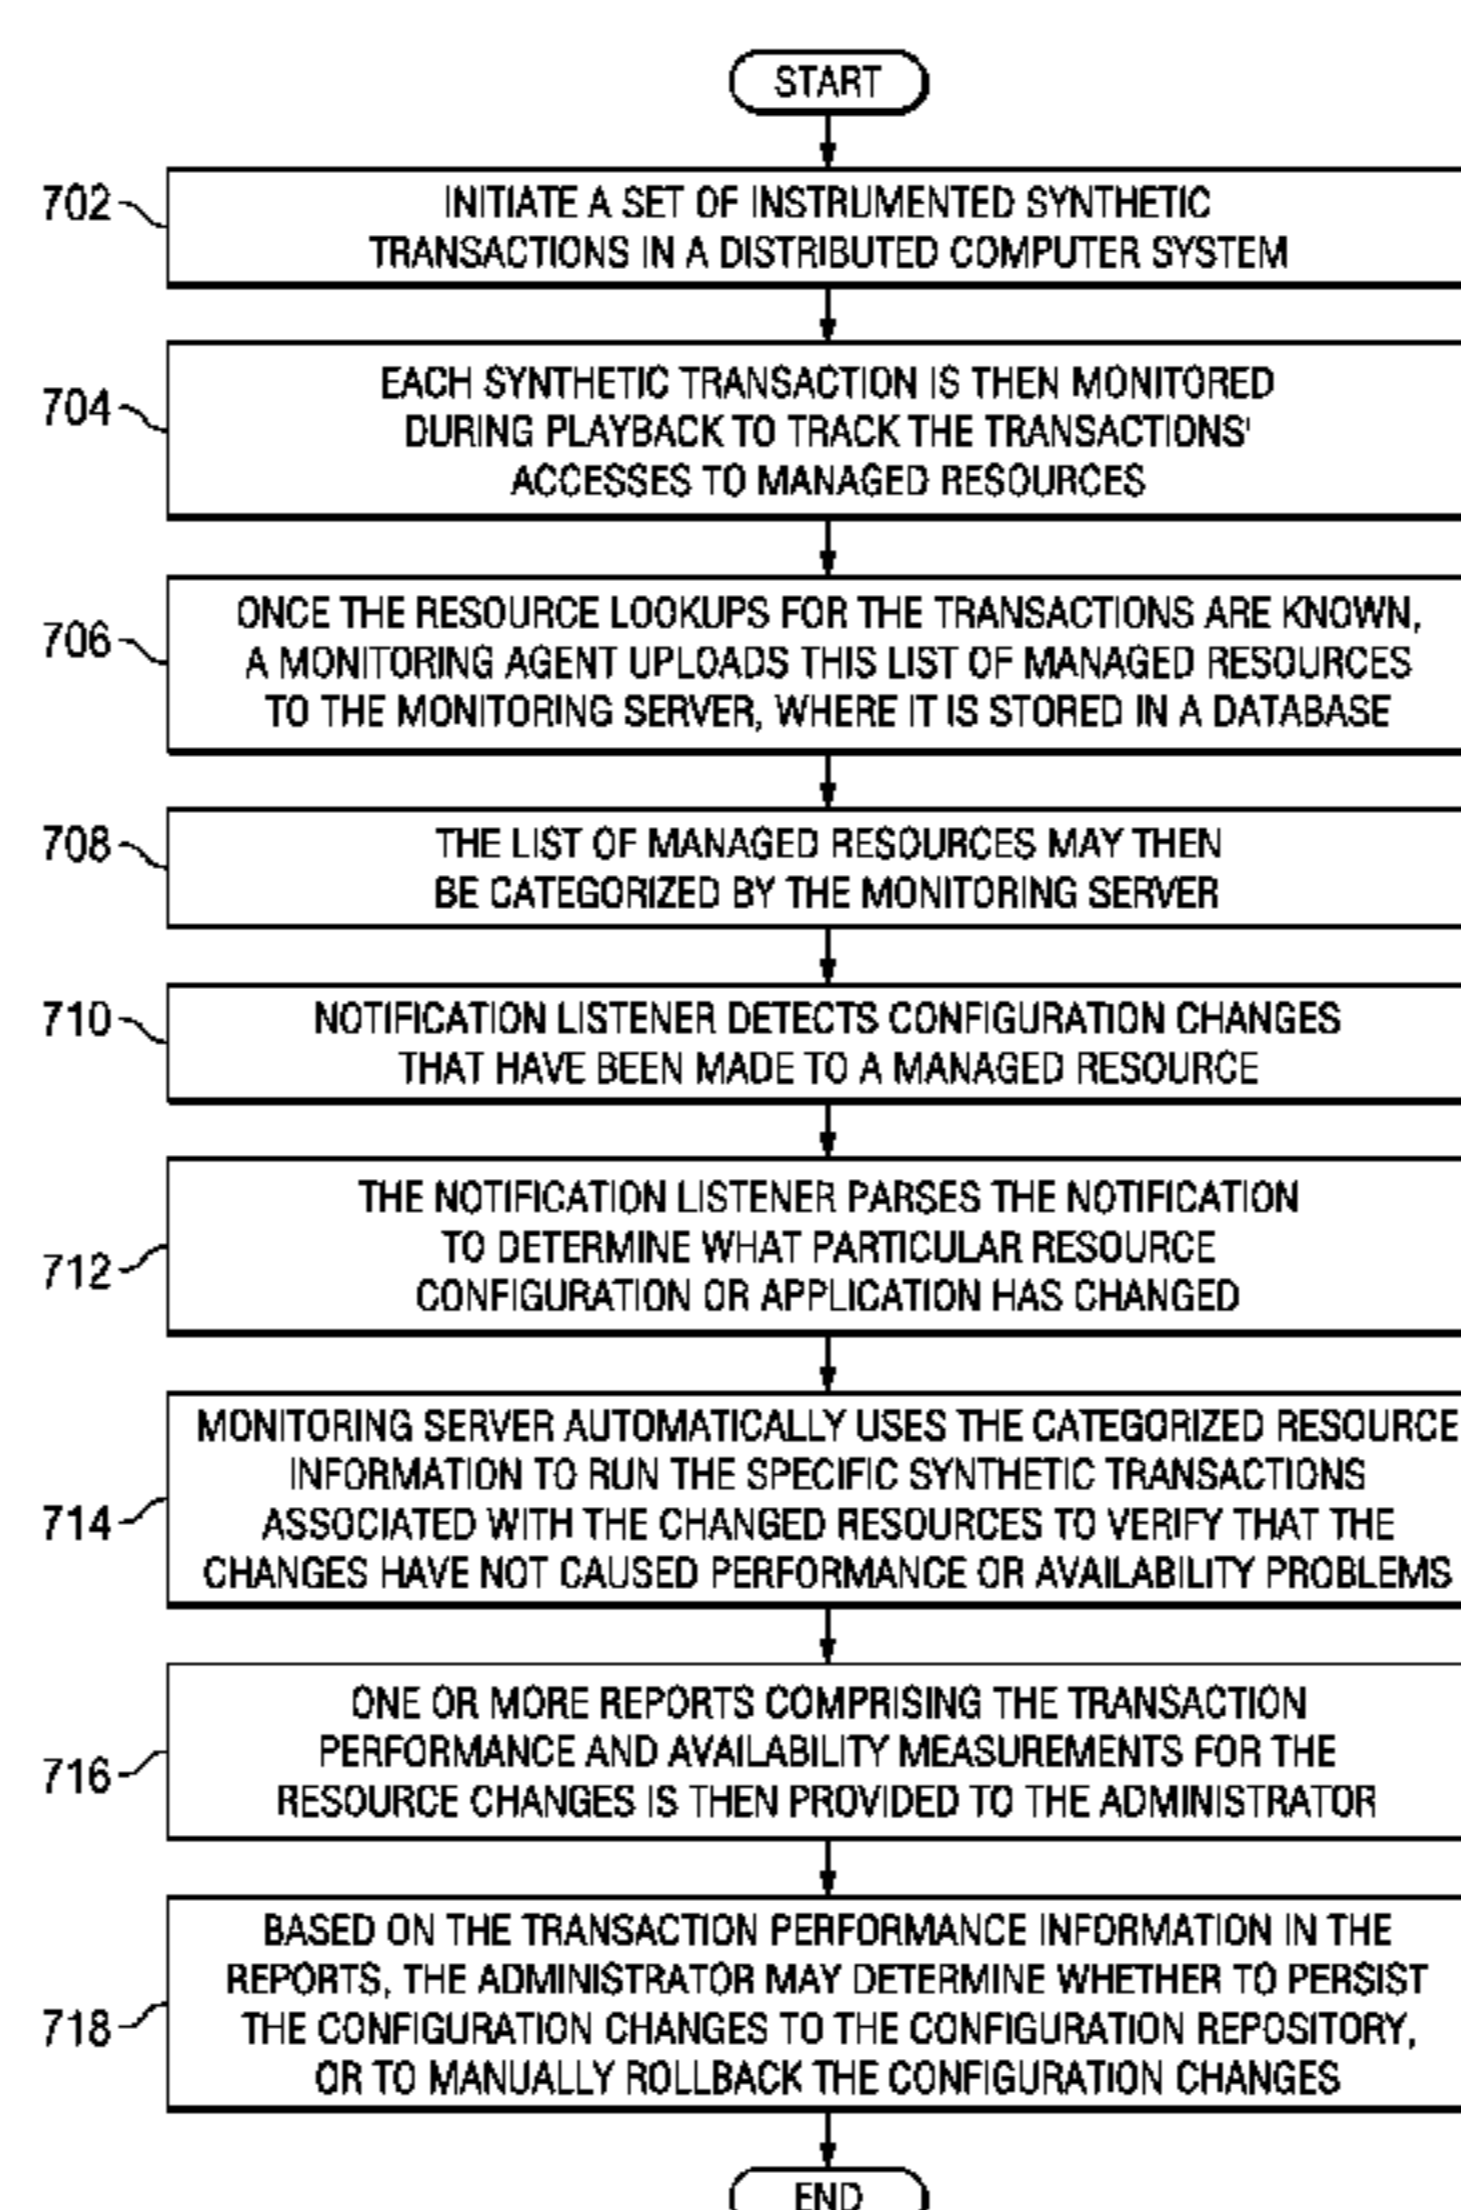 START
702
INITIATE A SET OF INSTRUMENTED SYNTHETIC
TRANSACTIONS IN A DISTRIBUTED COMPUTER SYSTEM
704
EACH SYNTHETIC TRANSACTION IS THEN MONITORED
DURING PLAYBACK TO TRACK THE TRANSACTIONS'
ACCESSES TO MANAGED RESOURCES
706
ONCE THE RESOURCE LOOKUPS FOR THE TRANSACTIONS ARE KNOWN,
A MONITORING AGENT UPLOADS THIS LIST OF MANAGED RESOURCES
TO THE MONITORING SERVER, WHERE IT IS STORED IN A DATABASE
708
THE LIST OF MANAGED RESOURCES MAY THEN
BE CATEGORIZED BY THE MONITORING SERVER
710
NOTIFICATION LISTENER DETECTS CONFIGURATION CHANGES
THAT HAVE BEEN MADE TO A MANAGED RESOURCE
712
THE NOTIFICATION LISTENER PARSES THE NOTIFICATION
TO DETERMINE WHAT PARTICULAR RESOURCE
CONFIGURATION OR APPLICATION HAS CHANGED
714
MONITORING SERVER AUTOMATICALLY USES THE CATEGORIZED RESOURCE
INFORMATION TO RUN THE SPECIFIC SYNTHETIC TRANSACTIONS
ASSOCIATED WITH THE CHANGED RESOURCES TO VERIFY THAT THE
CHANGES HAVE NOT CAUSED PERFORMANCE OR AVAILABILITY PROBLEMS
716
ONE OR MORE REPORTS COMPRISING THE TRANSACTION
PERFORMANCE AND AVAILABILITY MEASUREMENTS FOR THE
RESOURCE CHANGES IS THEN PROVIDED TO THE ADMINISTRATOR
718
BASED ON THE TRANSACTION PERFORMANCE INFORMATION IN THE
REPORTS, THE ADMINISTRATOR MAY DETERMINE WHETHER TO PERSIST
THE CONFIGURATION CHANGES TO THE CONFIGURATION REPOSITORY,
OR TO MANUALLY ROLLBACK THE CONFIGURATION CHANGES
END